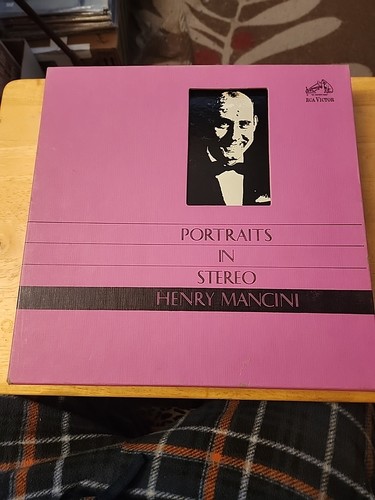 RCA VICTOR
PORTRAITS
IN
STEREO
HENRY MANCINI